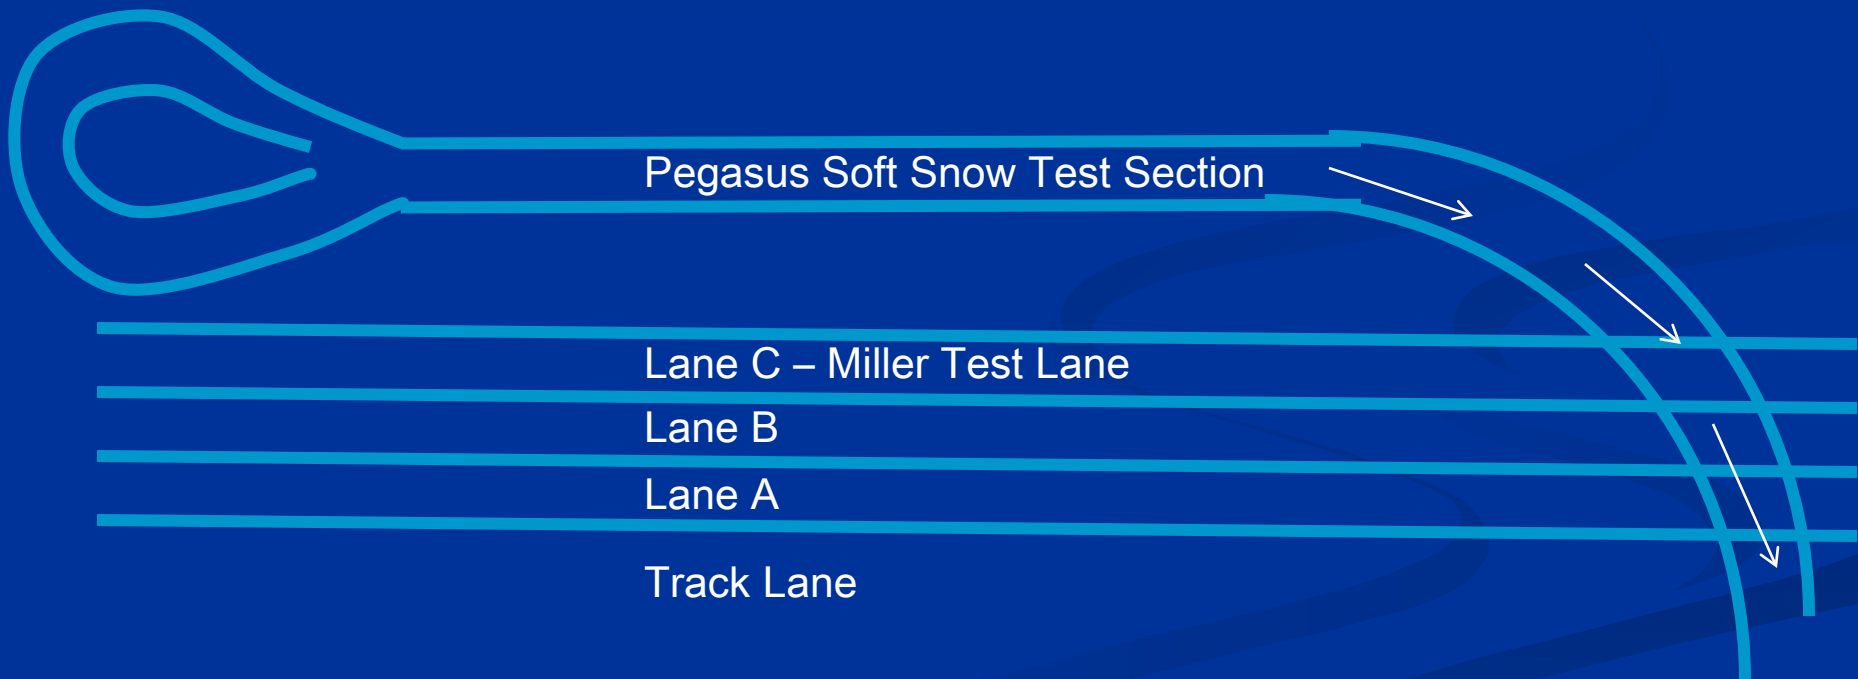 Pegasus Soft Snow Test Section
Lane C – Miller Test Lane
Lane B
Lane A
Track Lane